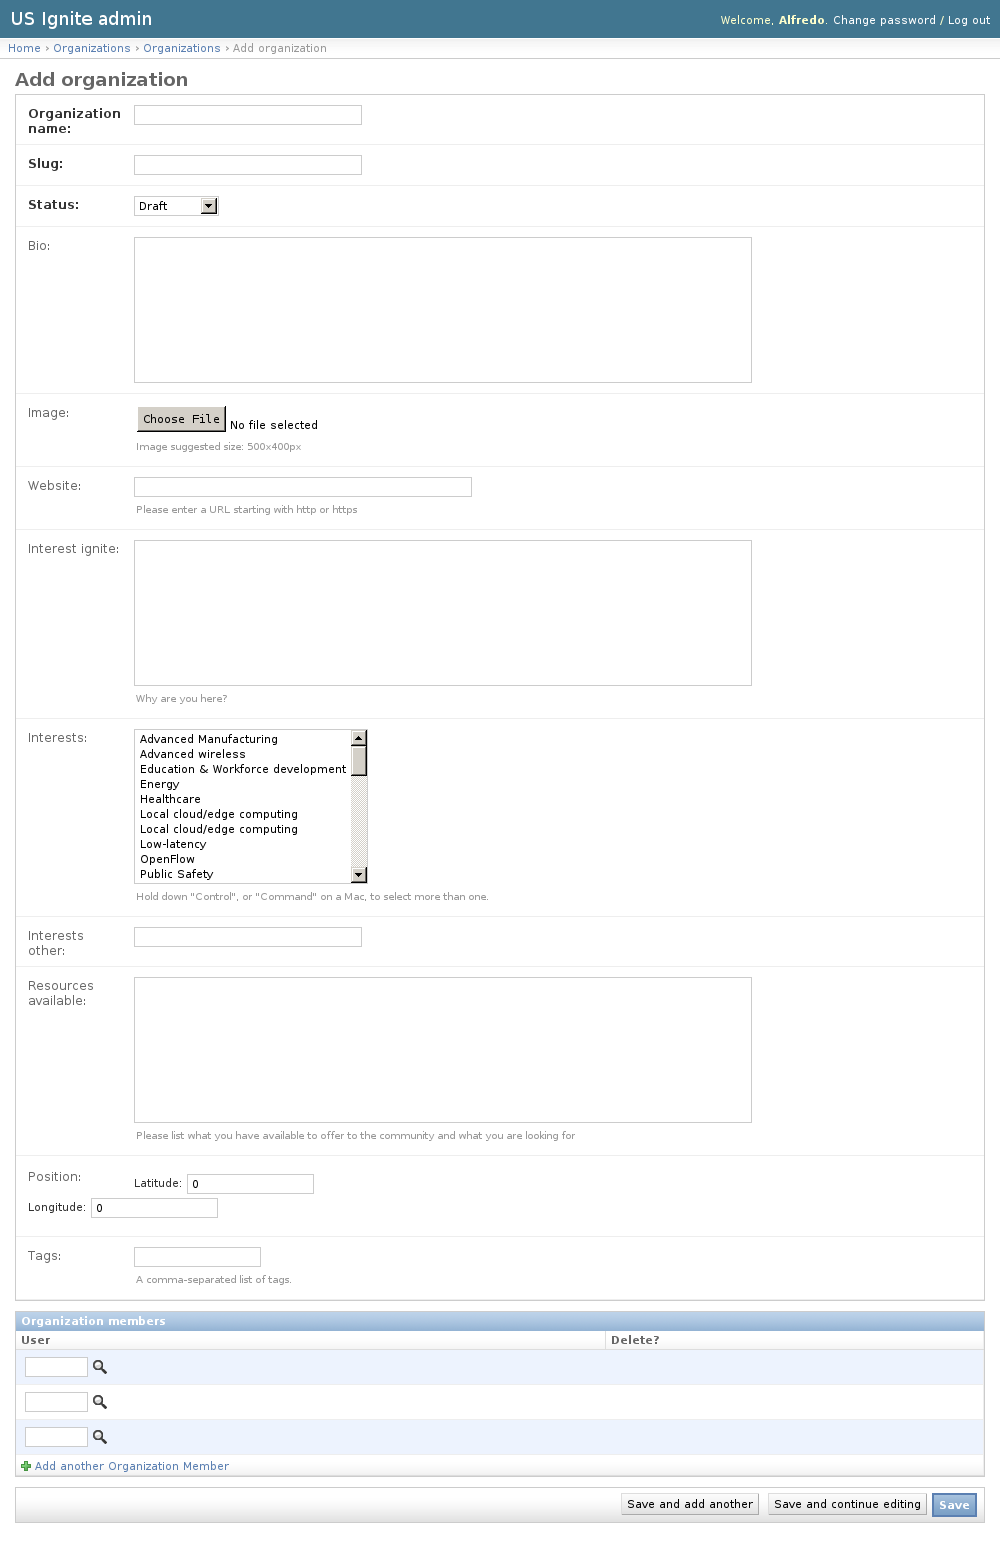 US Ignite admin
Welcome, Alfredo. Change password / Log out
Home › Organizations › Organizations › Add organization
Add organization
Organization
name:
Slug:
Status:
Draft
Bio:
Image:
Choose File No file selected
Image suggested size: 500x400px
Website:
Please enter a URL starting with http or https
Interest ignite:
Why are you here?
Interests:
Advanced Manufacturing
Advanced wireless
Education & Workforce development
Energy
Healthcare
Local cloud/edge computing
Local cloud/edge computing
Low-latency
OpenFlow
Public Safety
Hold down "Control", or "Command" on a Mac, to select more than one.
Interests
other:
Resources
available:
Please list what you have available to offer to the community and what you are looking for
Position:
Latitude: 0
Longitude: 0
Tags:
A comma-separated list of tags.
Organization members
User Delete?
Add another Organization Member
Save and add another Save and continue editing Save